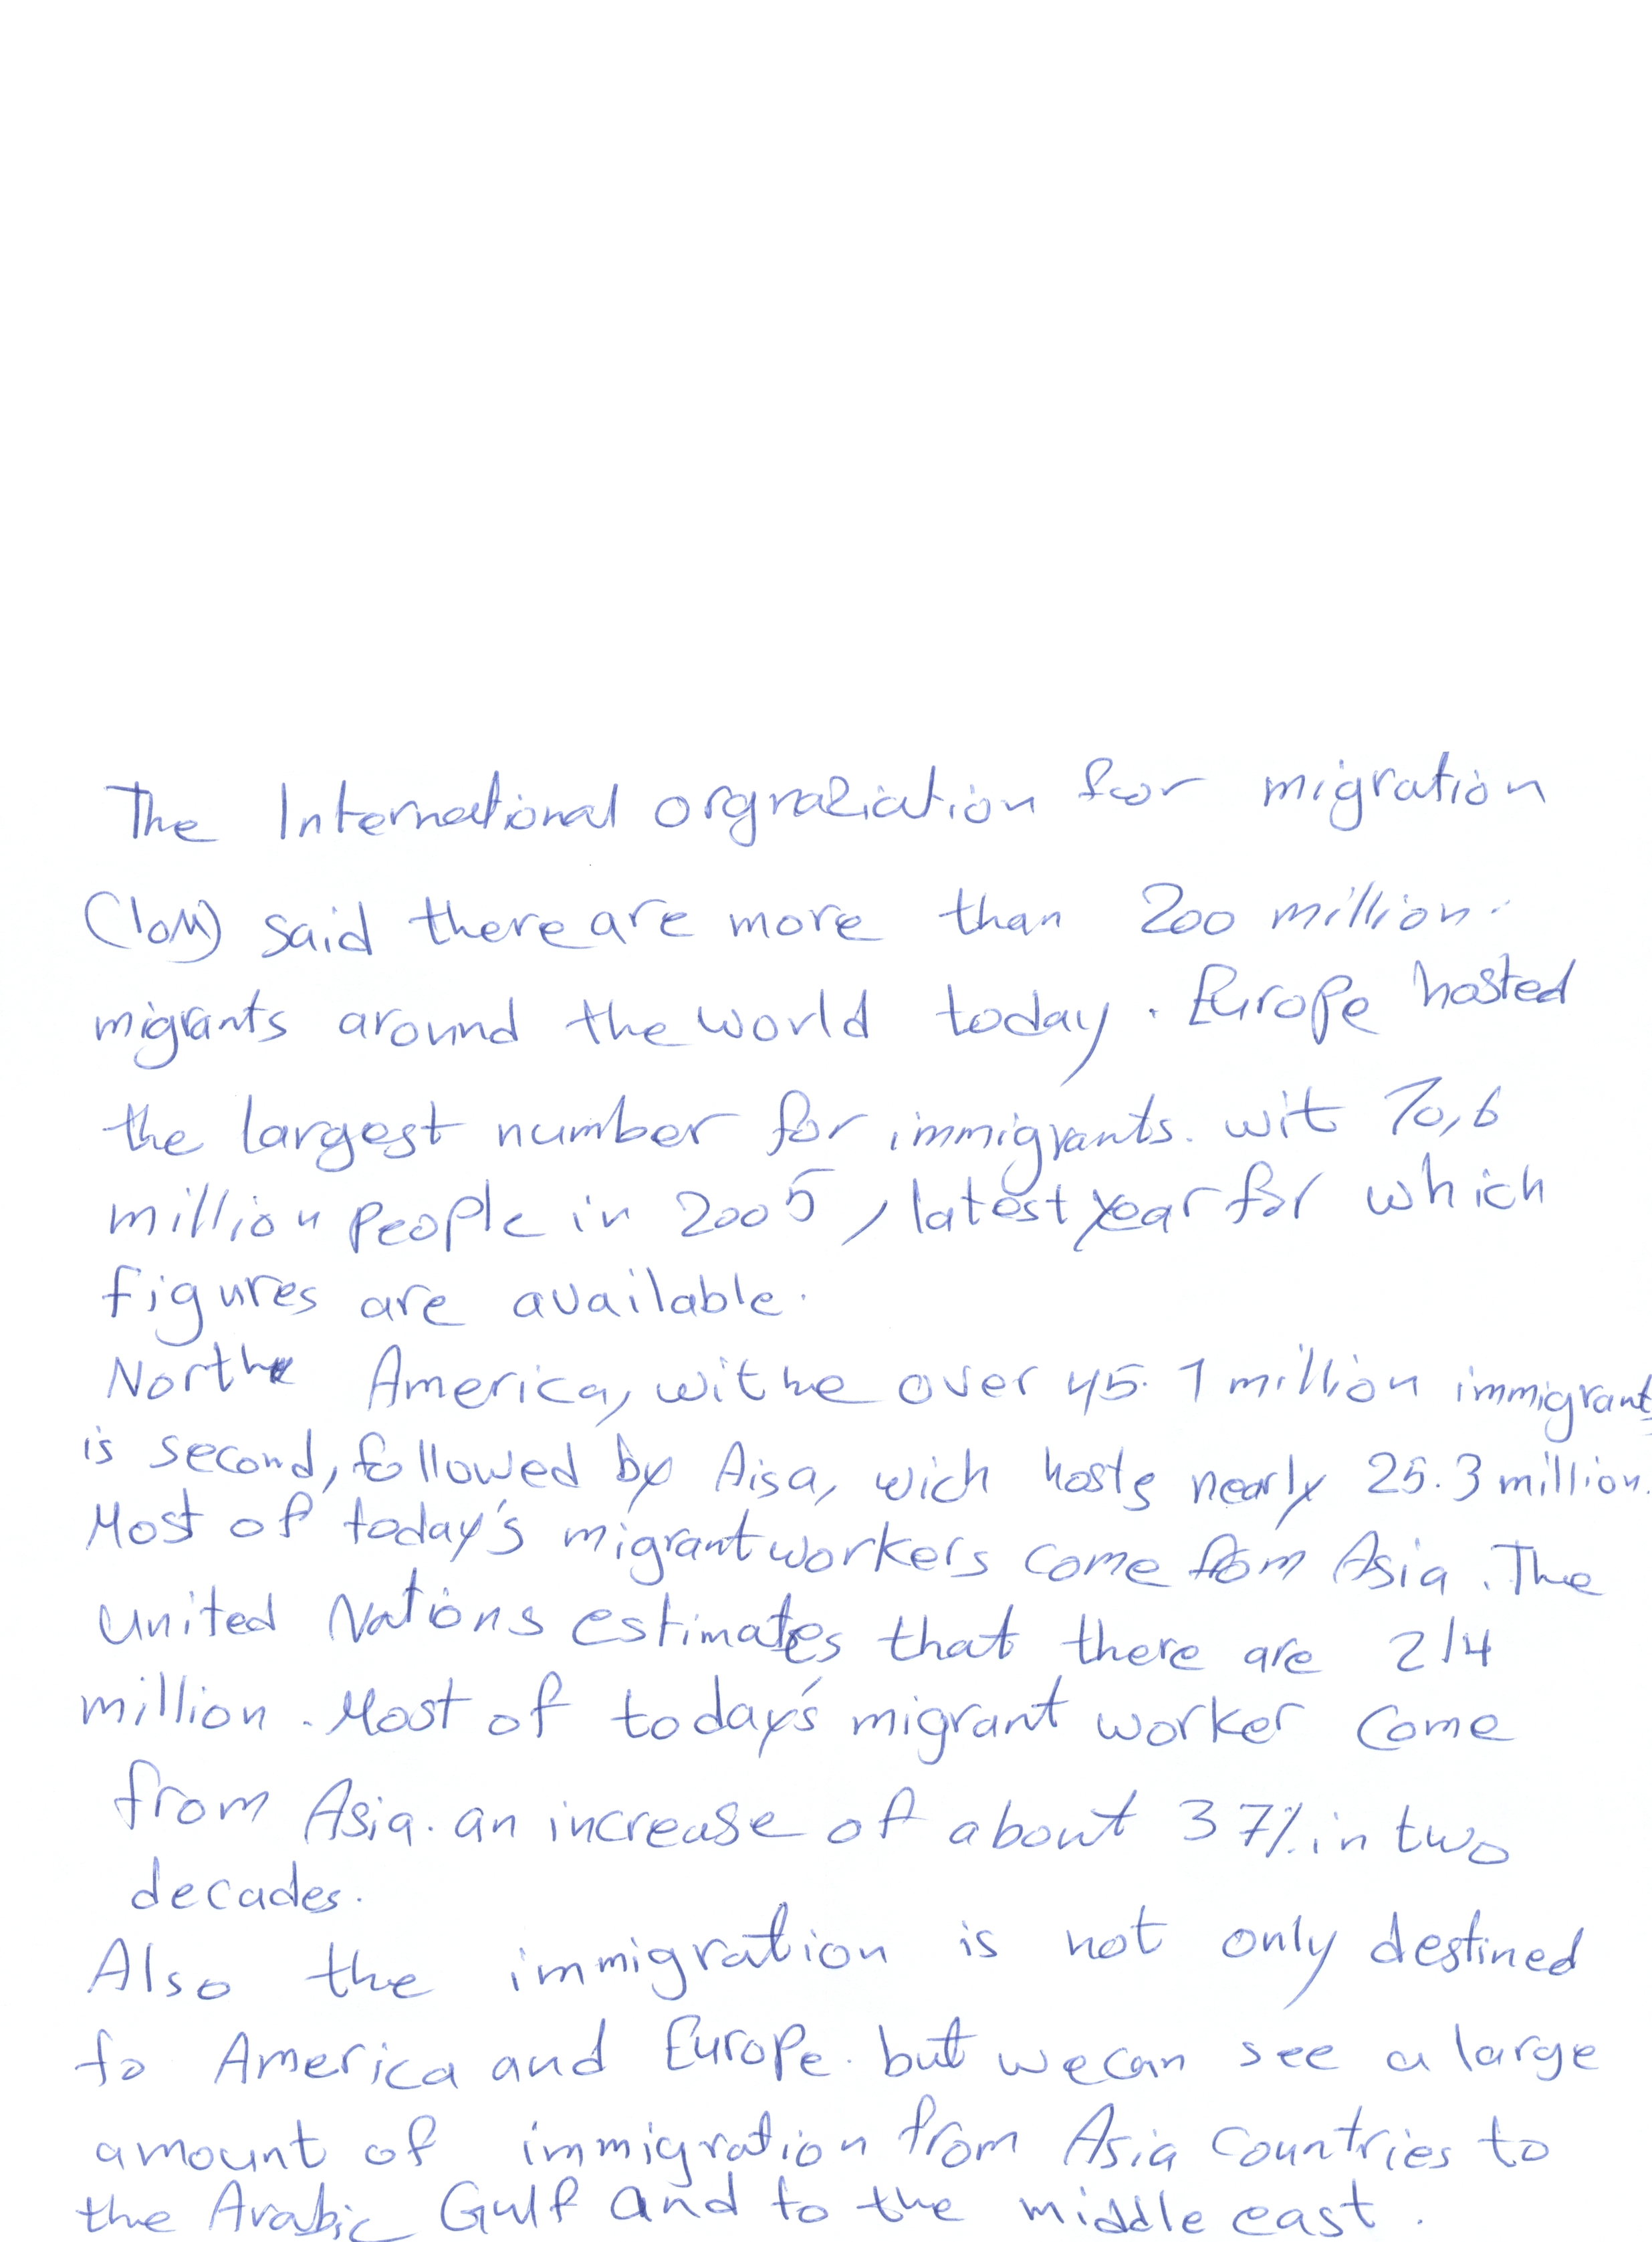 The International orgnaziation for migration
(IOM) said there are more than 200 million.
migrants around the world today. Europe hosted
the largest number for immigrants. wit 70,6
million people in 2005, latest year for which
figures are available.
Northe America, withe over 45.1 million immigrants
is second, followed by Aisa, wich hosts nearly 25.3 million.
Most of today's migrant workers come from Asia. The
United Nations estimates that there are 214
million. Most of today's migrant worker come
from Asia. an increase of about 37% in two
decades.
Also the immigration is not only destined
to America and Europe. but we can see a large
amount of immigration from Asia countries to
the Arabic Gulf and to the middle east.